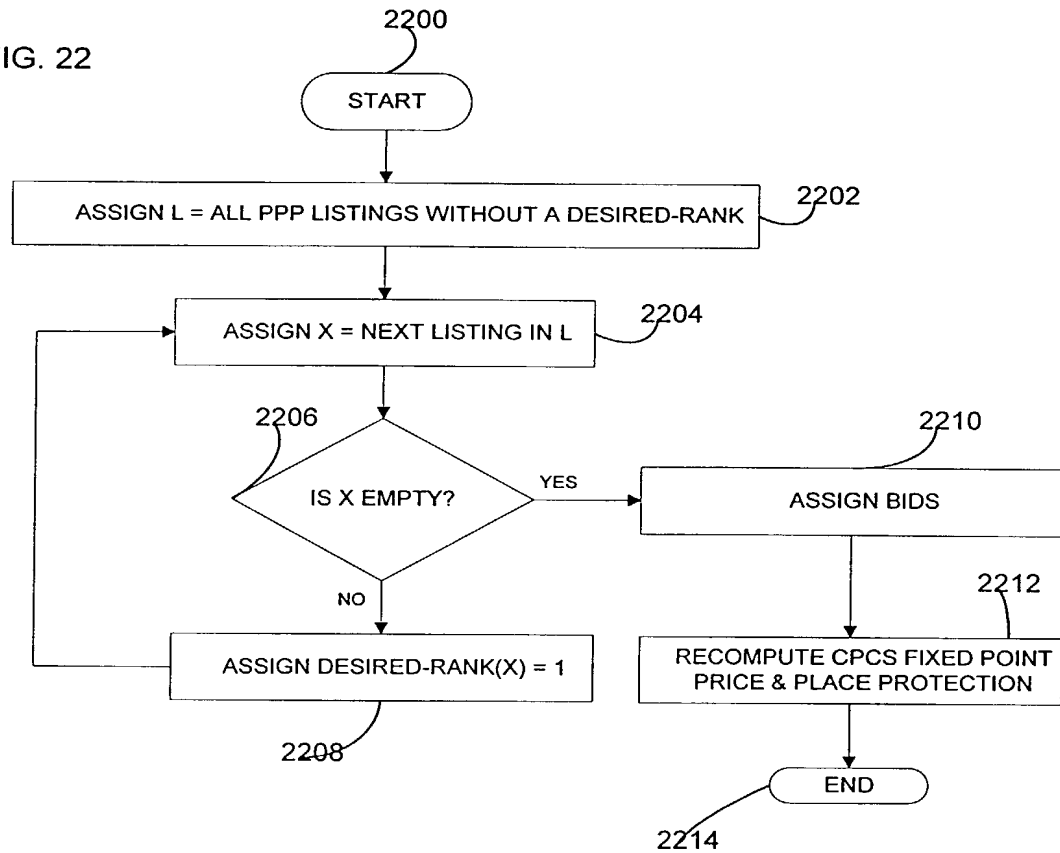 2200
IG. 22
START
ASSIGN L = ALL PPP LISTINGS WITHOUT A DESIRED-RANK
2202
ASSIGN X = NEXT LISTING IN L
2204
2206
IS X EMPTY?
YES
2210
ASSIGN BIDS
NO
2212
ASSIGN DESIRED-RANK(X) = 1
2208
RECOMPUTE CPCS FIXED POINT
PRICE & PLACE PROTECTION
END
2214